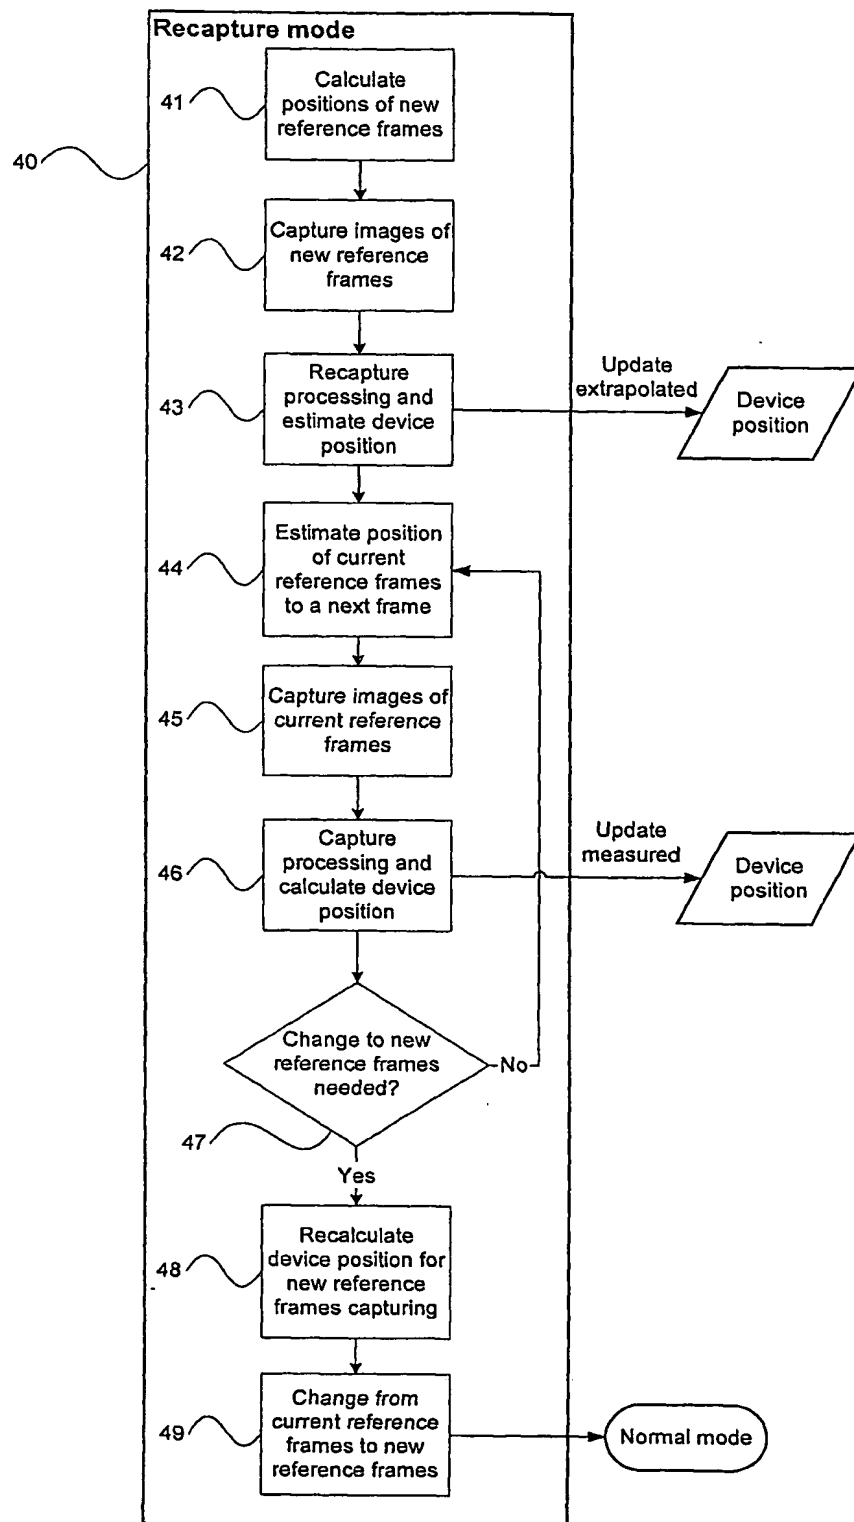 Recapture mode
41
Calculate
positions of new
reference frames
40
42
Capture images of
new reference
frames
43
Recapture
processing and
estimate device
position
Update
extrapolated
Device
position
44
Estimate position
of current
reference frames
to a next frame
45
Capture images of
current reference
frames
46
Capture
processing and
calculate device
position
Update
measured
Device
position
Change to new
reference frames
needed?
No
47
Yes
48
Recalculate
device position for
new reference
frames capturing
49
Change from
current reference
frames to new
reference frames
Normal mode